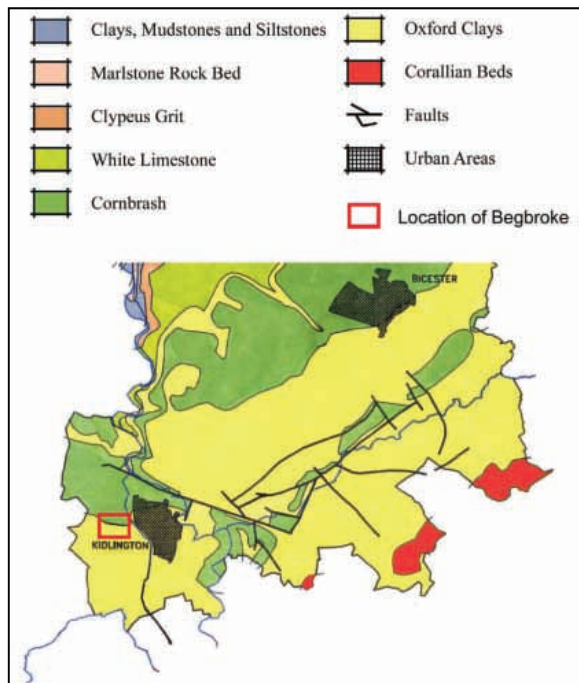 Clays, Mudstones and Siltstones
Marlstone Rock Bed
Clypeus Grit
White Limestone
Cornbrash
Oxford Clays
Corallian Beds
Faults
Urban Areas
Location of Begbroke
BICESTER
KIDLINGTON